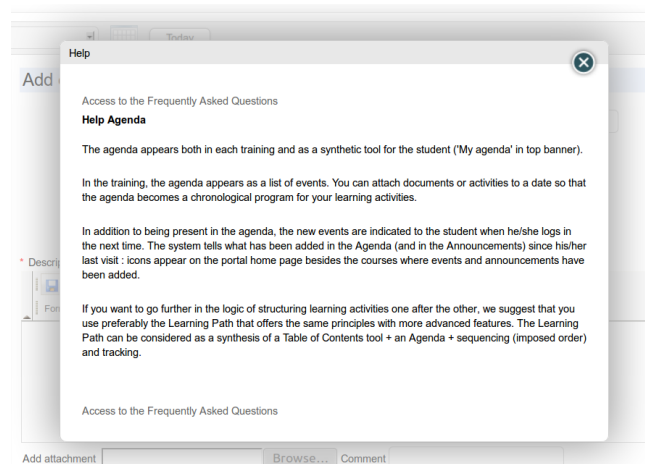 Today
Help
Add
Access to the Frequently Asked Questions
Help Agenda
The agenda appears both in each training and as a synthetic tool for the student ('My agenda' in top banner).
In the training, the agenda appears as a list of events. You can attach documents or activities to a date so that
the agenda becomes a chronological program for your learning activities.
In addition to being present in the agenda, the new events are indicated to the student when he/she logs in
the next time. The system tells what has been added in the Agenda (and in the Announcements) since his/her
last visit : icons appear on the portal home page besides the courses where events and announcements have
been added.
* Descrip
If you want to go further in the logic of structuring learning activities one after the other, we suggest that you
For
use preferably the Learning Path that offers the same principles with more advanced features. The Learning
Path can be considered as a synthesis of a Table of Contents tool + an Agenda + sequencing (imposed order)
and tracking.
Access to the Frequently Asked Questions
Add attachment Browse... Comment